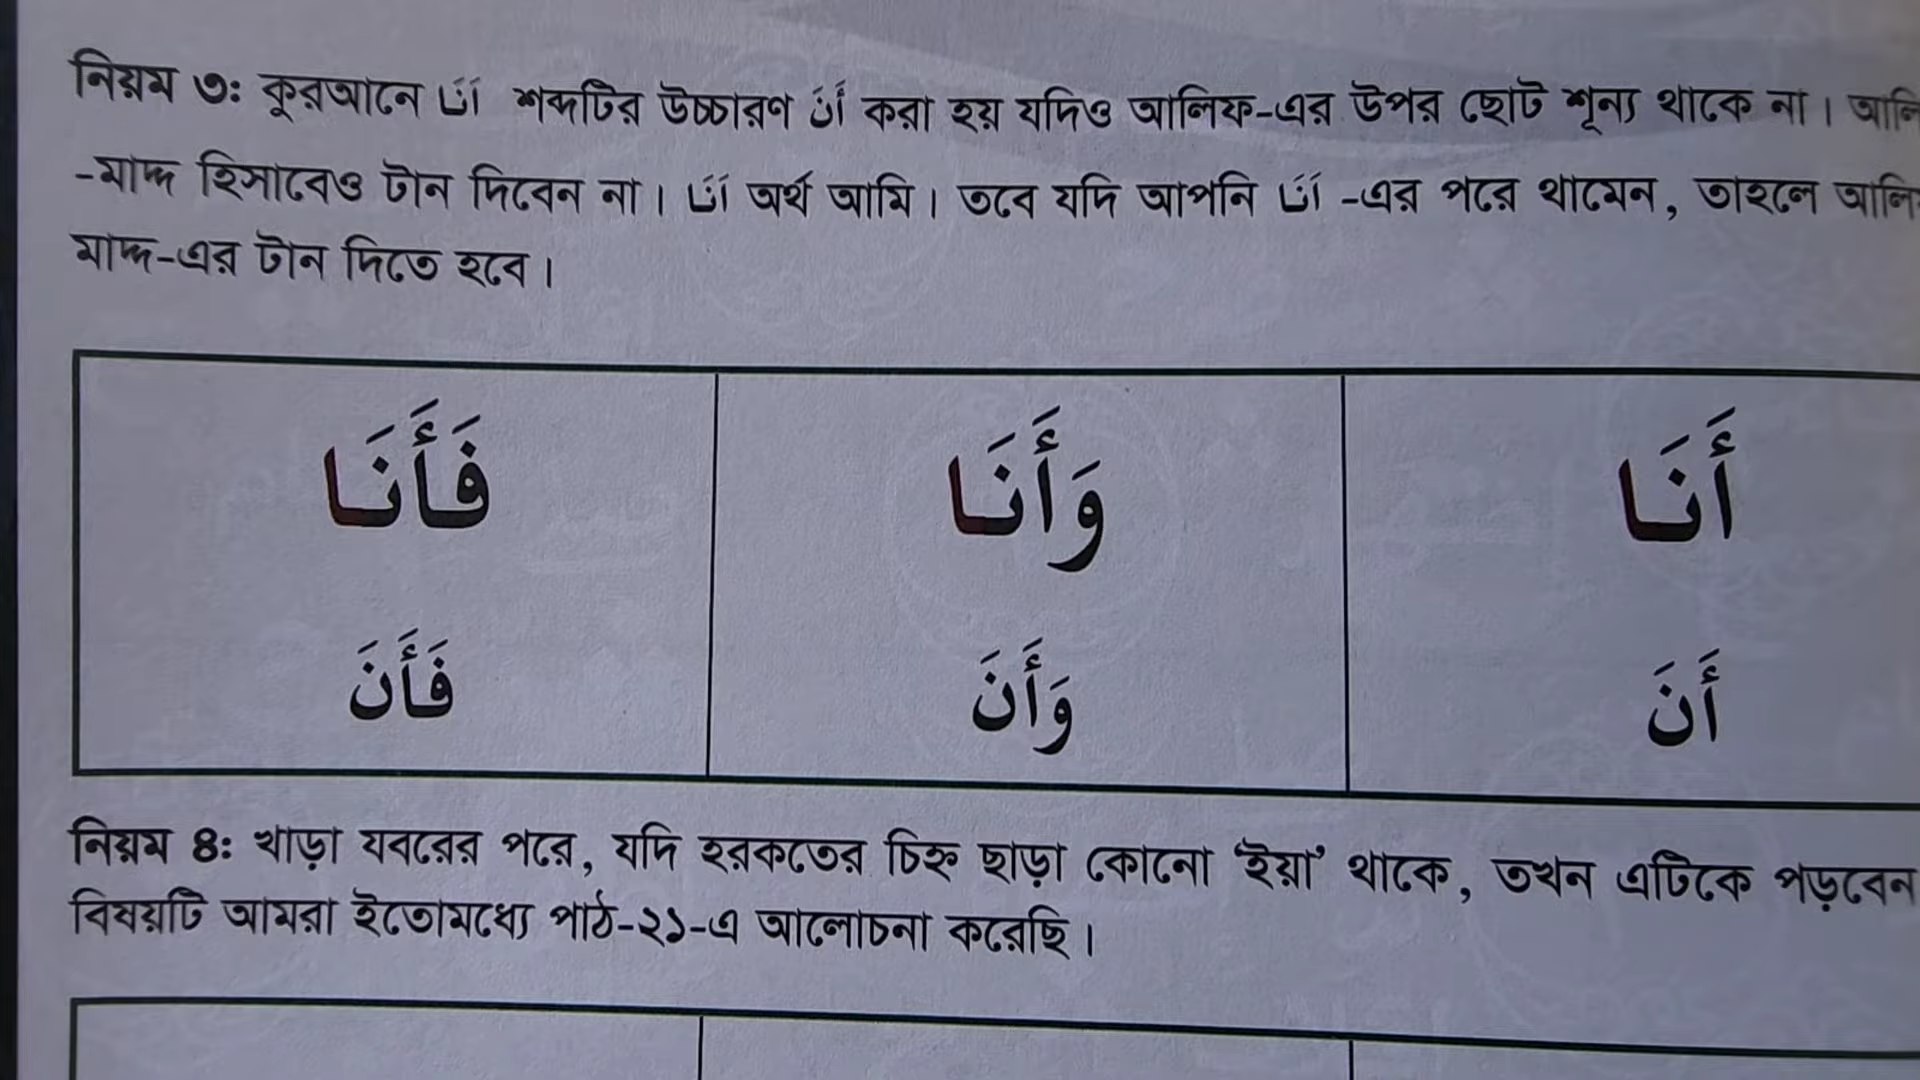 নিয়ম ৩: কুরআনে اَنَا শব্দটির উচ্চারণ اَنَ করা হয় যদিও আলিফ-এর উপর ছোট শূন্য থাকে না।
-মাদ্দ হিসাবেও টান দিবেন না। اَنَا অর্থ আমি। তবে যদি আপনি اَنَا -এর পরে থামেন, তাহলে
মাদ্দ-এর টান দিতে হবে।
أَنَا وَأَنَا فَأَنَا
أَنَ وَأَنَ فَأَنَ
নিয়ম ৪: খাড়া যবরের পরে, যদি হরকতের চিহ্ন ছাড়া কোনো ‘ইয়া’ থাকে, তখন এটিকে পড়বেন
বিষয়টি আমরা ইতোমধ্যে পাঠ-২১-এ আলোচনা করেছি।